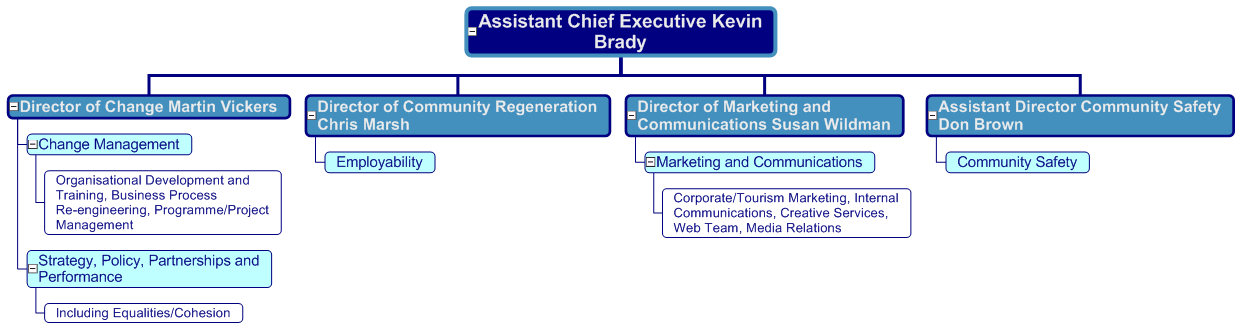 Assistant Chief Executive Kevin
Brady
Director of Change Martin Vickers
Change Management
Organisational Development and
Training, Business Process
Re-engineering, Programme/Project
Management
Strategy, Policy, Partnerships and
Performance
Including Equalities/Cohesion
Director of Community Regeneration
Chris Marsh
Employability
Director of Marketing and
Communications Susan Wildman
Marketing and Communications
Corporate/Tourism Marketing, Internal
Communications, Creative Services,
Web Team, Media Relations
Assistant Director Community Safety
Don Brown
Community Safety